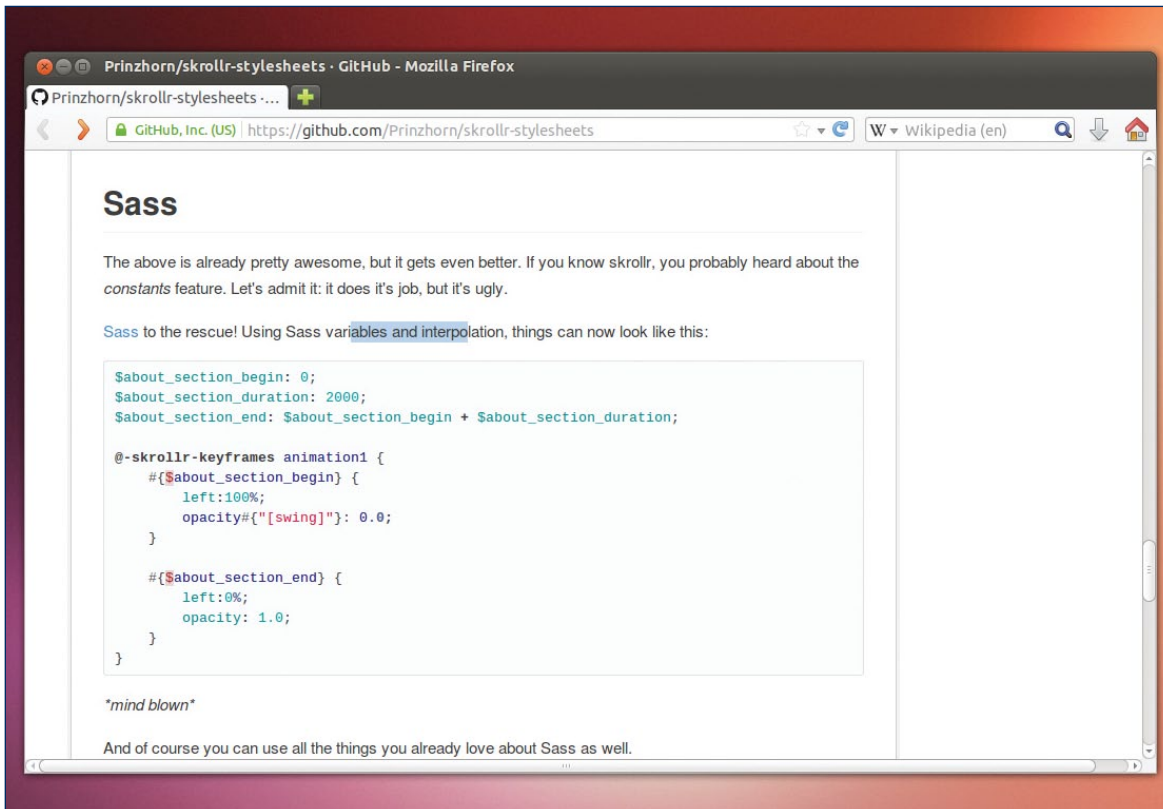 Prinzhorn/skrollr-stylesheets · GitHub - Mozilla Firefox
Prinzhorn/skrollr-stylesheets ·...
GitHub, Inc. (US) https://github.com/Prinzhorn/skrollr-stylesheets W Wikipedia (en)
Sass
The above is already pretty awesome, but it gets even better. If you know skrollr, you probably heard about the
constants feature. Let's admit it: it does it's job, but it's ugly.
Sass to the rescue! Using Sass variables and interpolation, things can now look like this:
$about_section_begin: 0;
$about_section_duration: 2000;
$about_section_end: $about_section_begin + $about_section_duration;
@-skrollr-keyframes animation1 {
#{$about_section_begin} {
left:100%;
opacity#{"[swing]"}: 0.0;
}
#{$about_section_end} {
left:0%;
opacity: 1.0;
}
}
*mind blown*
And of course you can use all the things you already love about Sass as well.